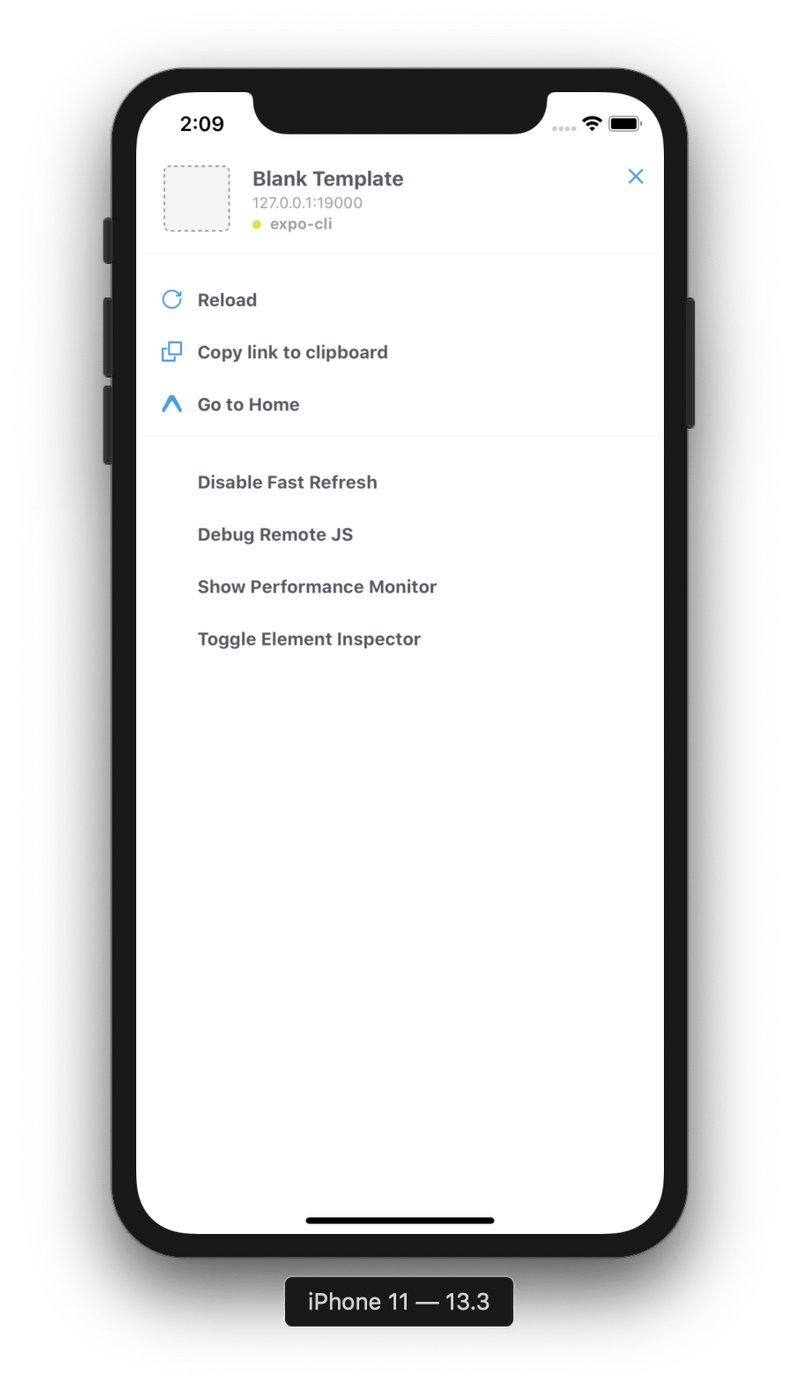 2:09
Blank Template
127.0.0.1:19000
expo-cli
Reload
Copy link to clipboard
Go to Home
Disable Fast Refresh
Debug Remote JS
Show Performance Monitor
Toggle Element Inspector
iPhone 11 — 13.3